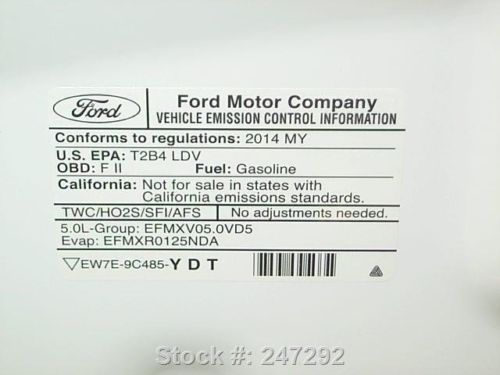 Ford
Ford Motor Company
VEHICLE EMISSION CONTROL INFORMATION
Conforms to regulations: 2014 MY
U.S. EPA: T2B4 LDV
OBD: F II Fuel: Gasoline
California: Not for sale in states with
California emissions standards.
TWC/HO2S/SFI/AFS No adjustments needed.
5.0L-Group: EFMXV05.0VD5
Evap: EFMXR0125NDA
EW7E-9C485-Y D T
Stock #: 247292